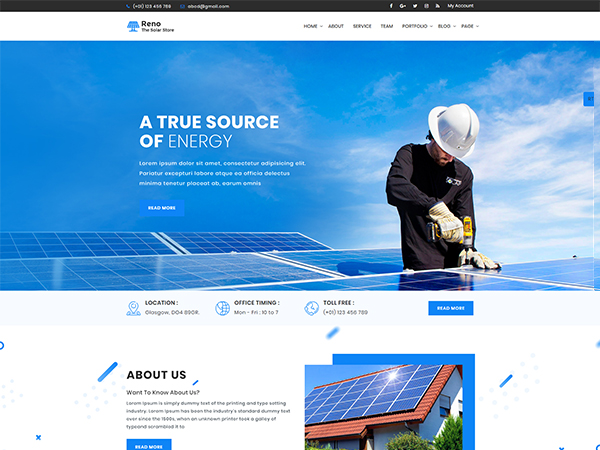 (+01) 123 456 789
abcd@gmail.com
My Account
Reno
The Solar Store
HOME
ABOUT
SERVICE
TEAM
PORTFOLIO
BLOG
PAGE
A TRUE SOURCE
OF ENERGY
Lorem ipsum dolor sit amet, consectetur adipisicing elit.
Pariatur excepturi labore atque ea officia delectus
minima tenetur placeat ab, earum omnis
READ MORE
LOCATION :
Glasgow, D04 89GR.
OFFICE TIMING :
Mon - Fri : 10 to 7
TOLL FREE :
(+01) 123 456 789
READ MORE
ABOUT US
Want To Know About Us?
Lorem Ipsum is simply dummy text of the printing and type setting
industry. Lorem Ipsum has been the industry's standard dummy text
ever since the 1500s, when an unknown printer took a galley of
typeand scrambled it to
READ MORE